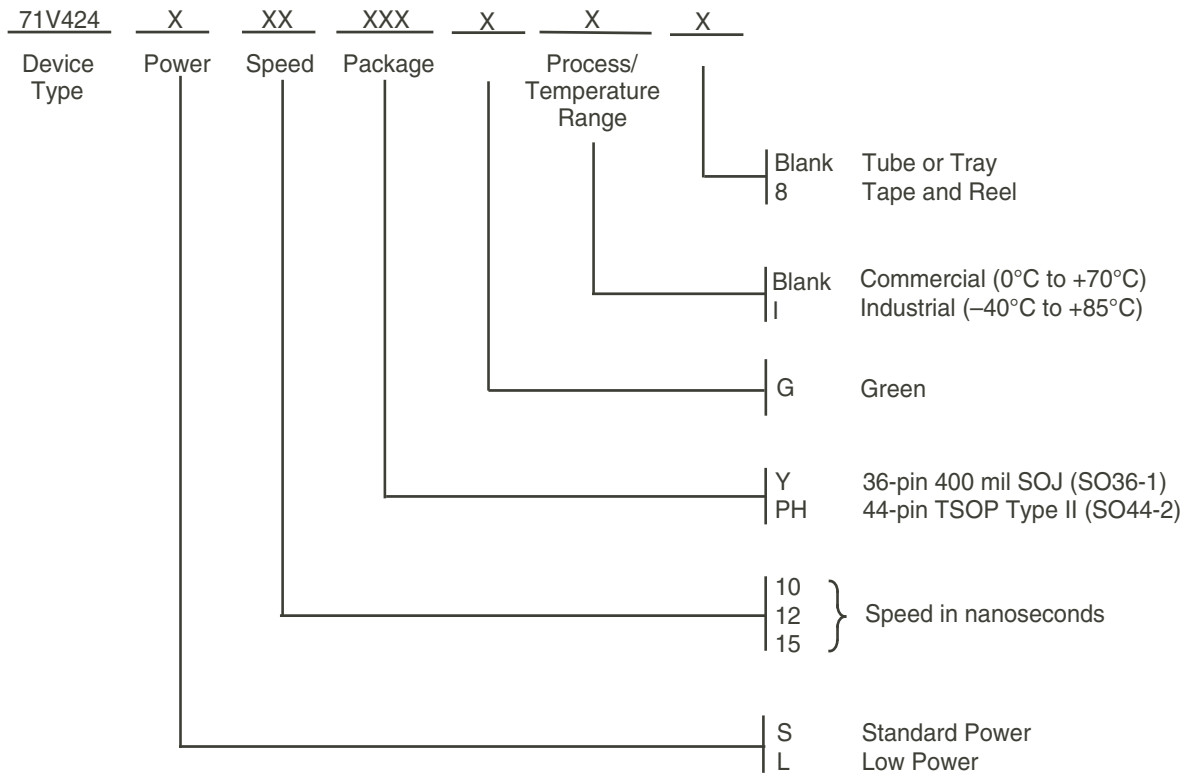 71V424 X XX XXX X X X
Device Type Power Speed Package Process/ Temperature Range
Blank Tube or Tray
8 Tape and Reel
Blank Commercial (0°C to +70°C)
I Industrial (–40°C to +85°C)
G Green
Y 36-pin 400 mil SOJ (SO36-1)
PH 44-pin TSOP Type II (SO44-2)
10
12 Speed in nanoseconds
15
S Standard Power
L Low Power